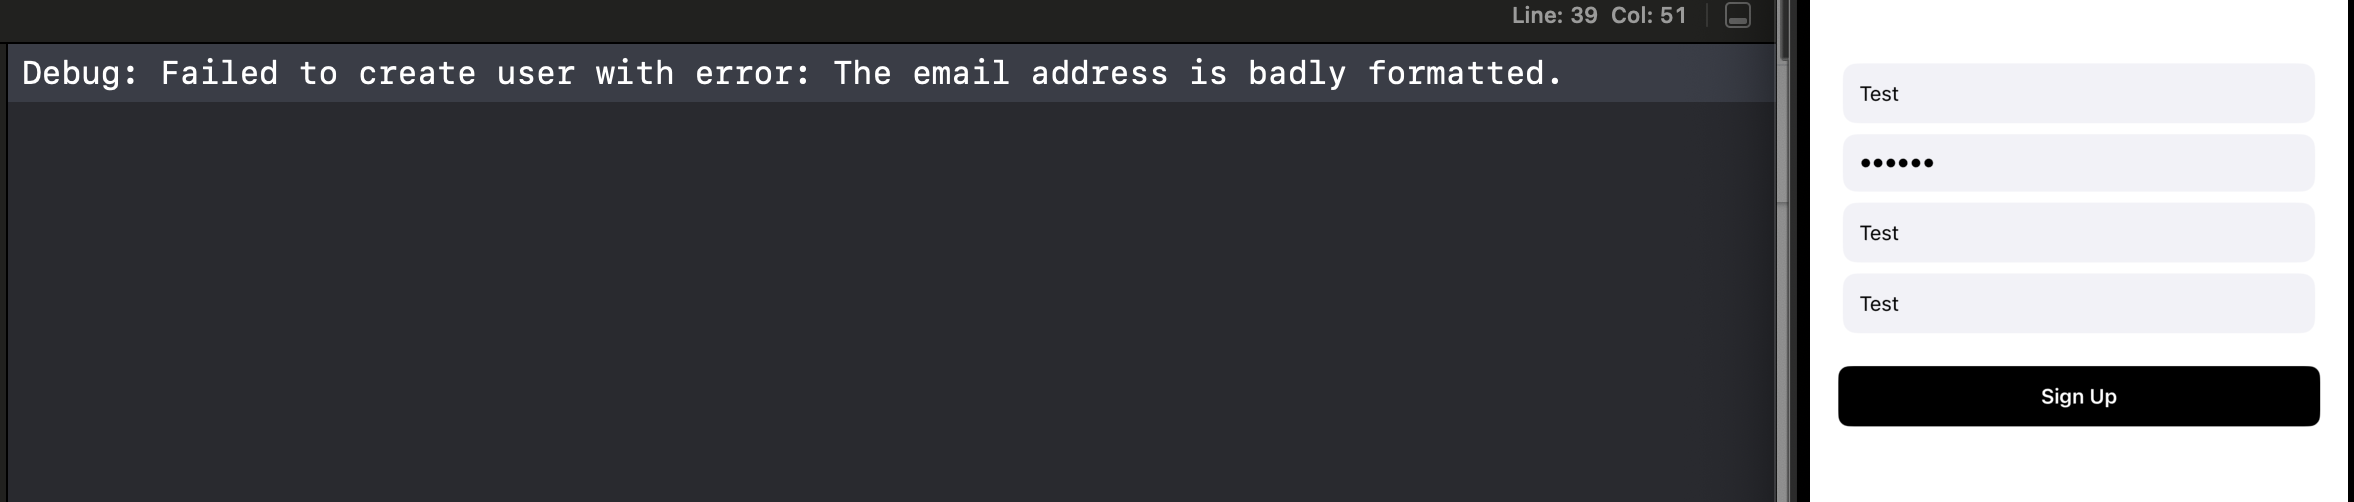 Line: 39 Col: 51
Debug: Failed to create user with error: The email address is badly formatted.
Test
••••••
Test
Test
Sign Up